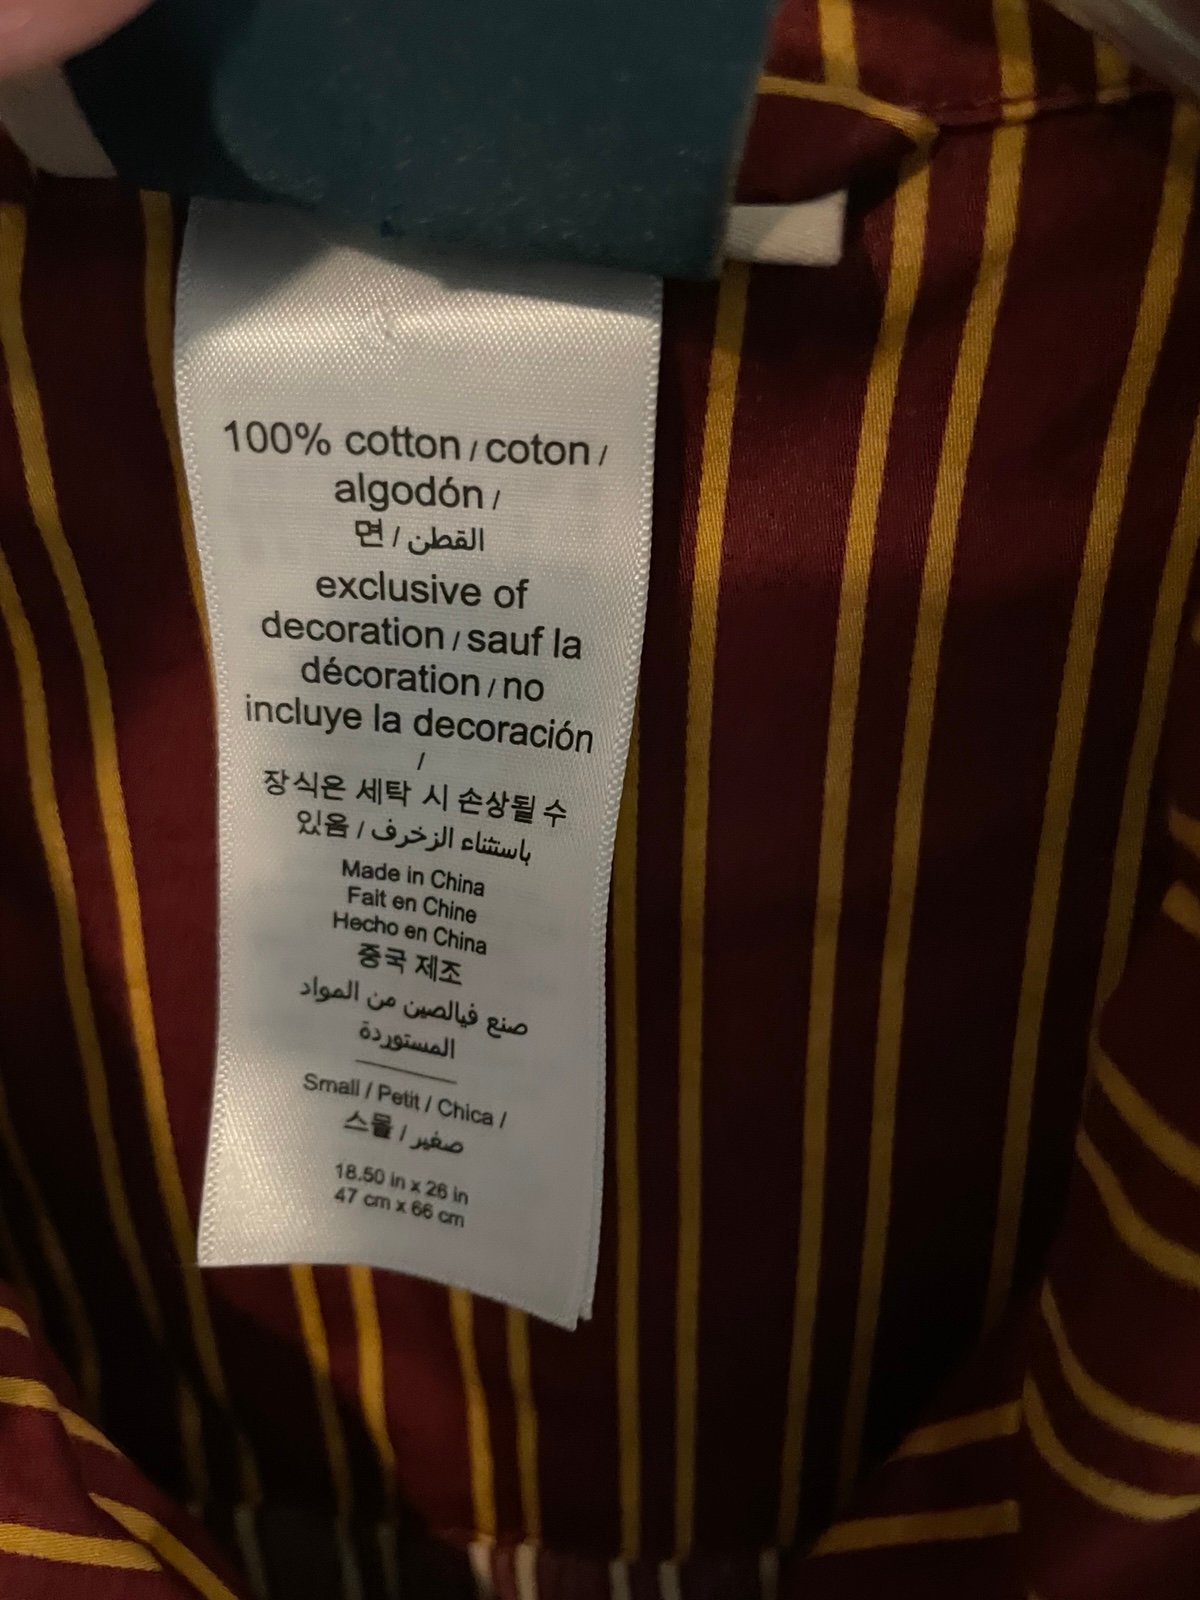 100% cotton / coton /
algodón /
면 / القطن
exclusive of
decoration / sauf la
décoration / no
incluye la decoración
/
장식은 세탁 시 손상될 수
있음 / باستثناء الزخرف
Made in China
Fait en Chine
Hecho en China
중국 제조
صنع فيالصين من المواد
المستوردة
Small / Petit / Chica /
스몰 / صغير
18.50 in x 26 in
47 cm x 66 cm